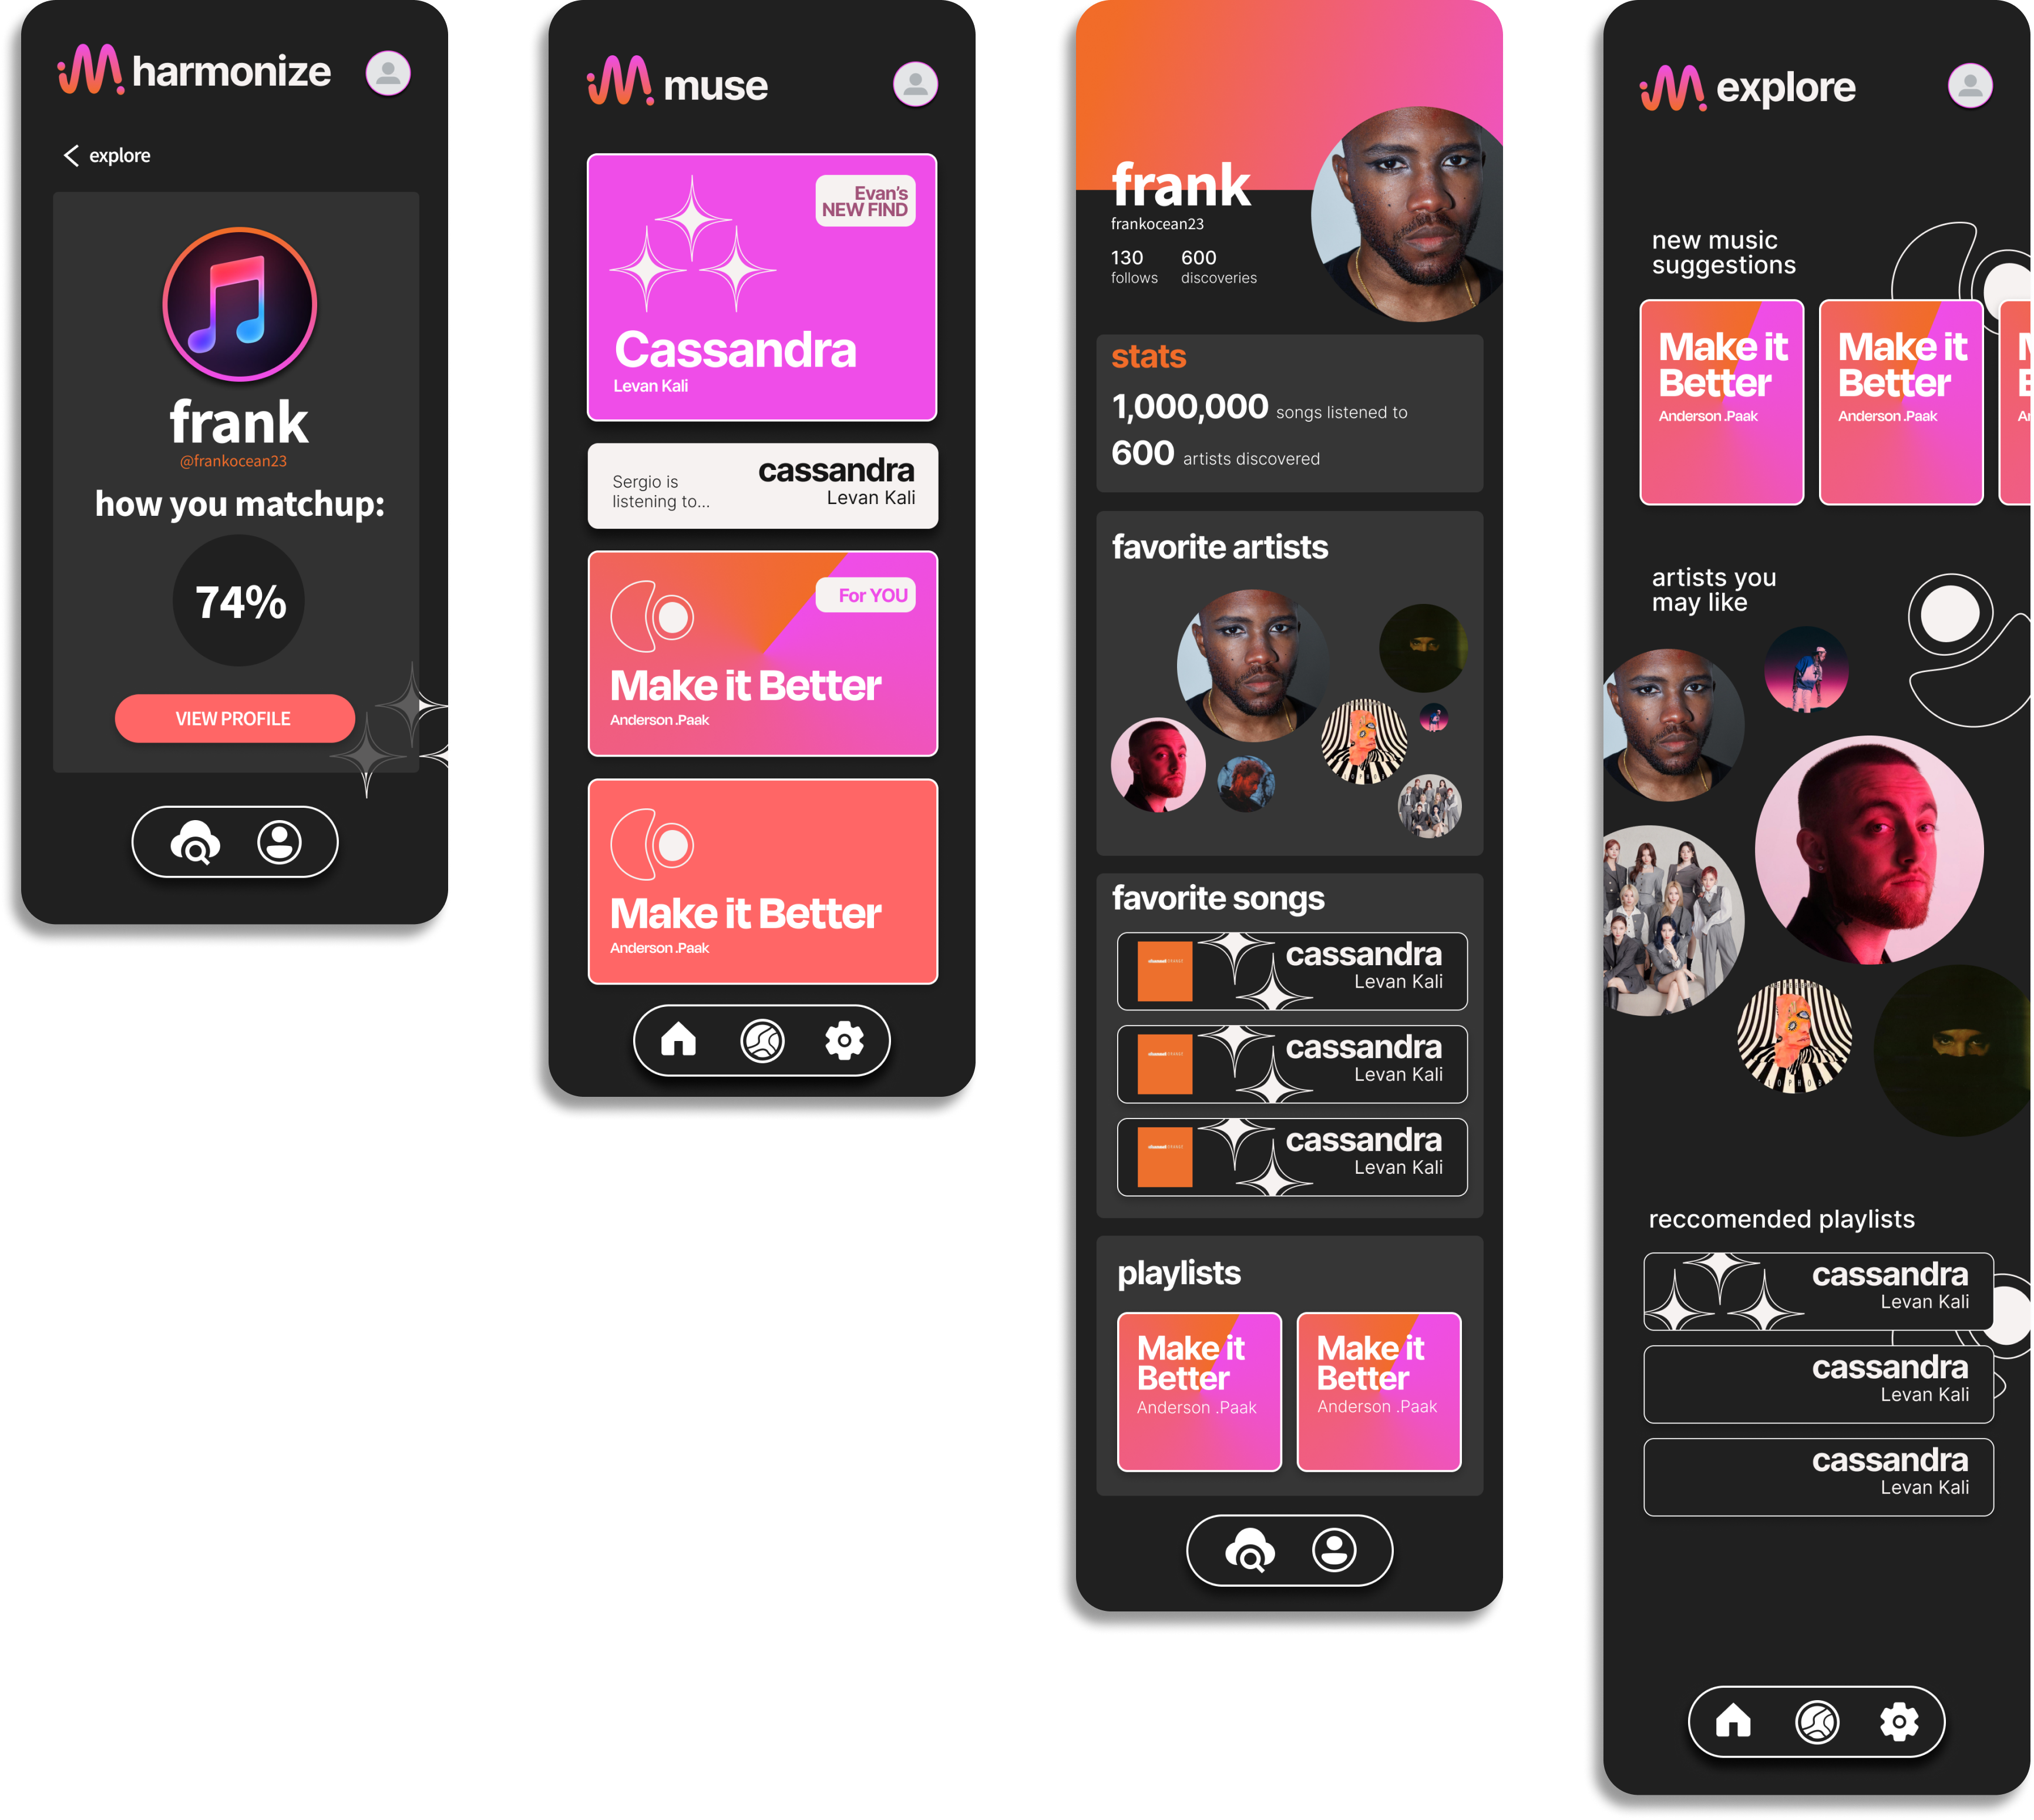 harmonize
explore
frank
@frankocean23
how you matchup:
74%
VIEW PROFILE
muse
Evan's
NEW FIND
Cassandra
Levan Kali
Sergio is
listening to...
cassandra
Levan Kali
For YOU
Make it Better
Anderson .Paak
Make it Better
Anderson .Paak
frank
frankocean23
130
follows
600
discoveries
stats
1,000,000 songs listened to
600 artists discovered
favorite artists
favorite songs
cassandra
Levan Kali
cassandra
Levan Kali
cassandra
Levan Kali
playlists
Make it
Better
Anderson .Paak
Make it
Better
Anderson .Paak
explore
new music
suggestions
Make it
Better
Anderson .Paak
Make it
Better
Anderson .Paak
artists you
may like
reccomended playlists
cassandra
Levan Kali
cassandra
Levan Kali
cassandra
Levan Kali